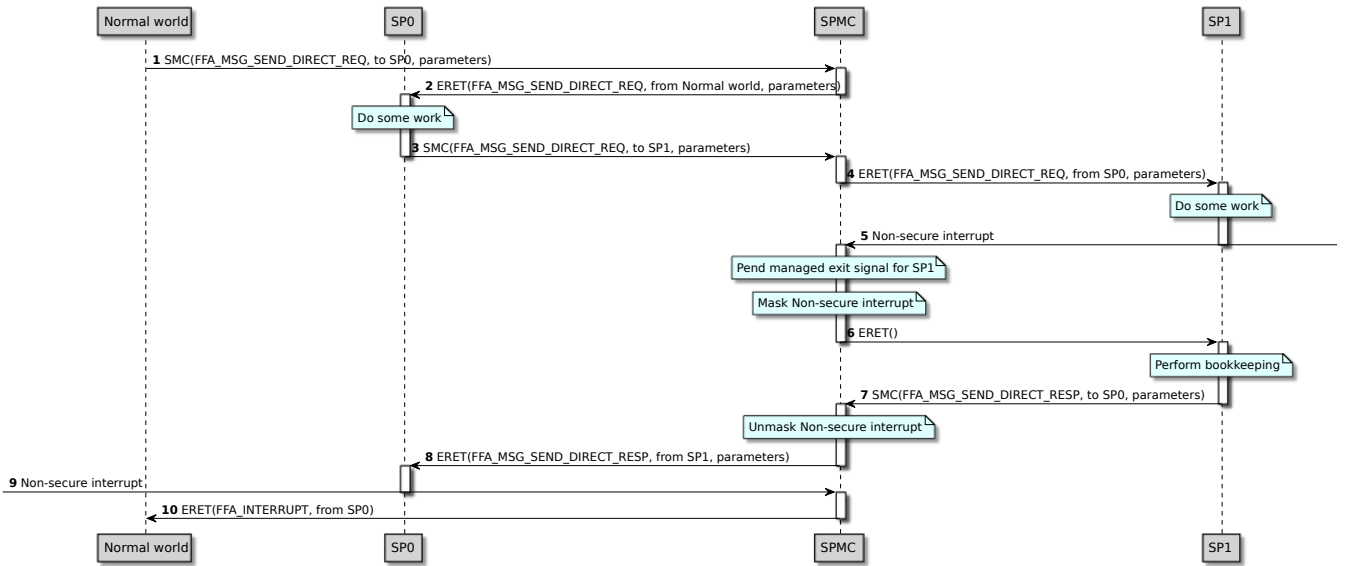 Normal world
SP0
SPMC
SP1
1 SMC(FFA_MSG_SEND_DIRECT_REQ, to SP0, parameters)
2 ERET(FFA_MSG_SEND_DIRECT_REQ, from Normal world, parameters)
Do some work
3 SMC(FFA_MSG_SEND_DIRECT_REQ, to SP1, parameters)
4 ERET(FFA_MSG_SEND_DIRECT_REQ, from SP0, parameters)
Do some work
5 Non-secure interrupt
Pend managed exit signal for SP1
Mask Non-secure interrupt
6 ERET()
Perform bookkeeping
7 SMC(FFA_MSG_SEND_DIRECT_RESP, to SP0, parameters)
Unmask Non-secure interrupt
8 ERET(FFA_MSG_SEND_DIRECT_RESP, from SP1, parameters)
9 Non-secure interrupt
10 ERET(FFA_INTERRUPT, from SP0)
Normal world
SP0
SPMC
SP1